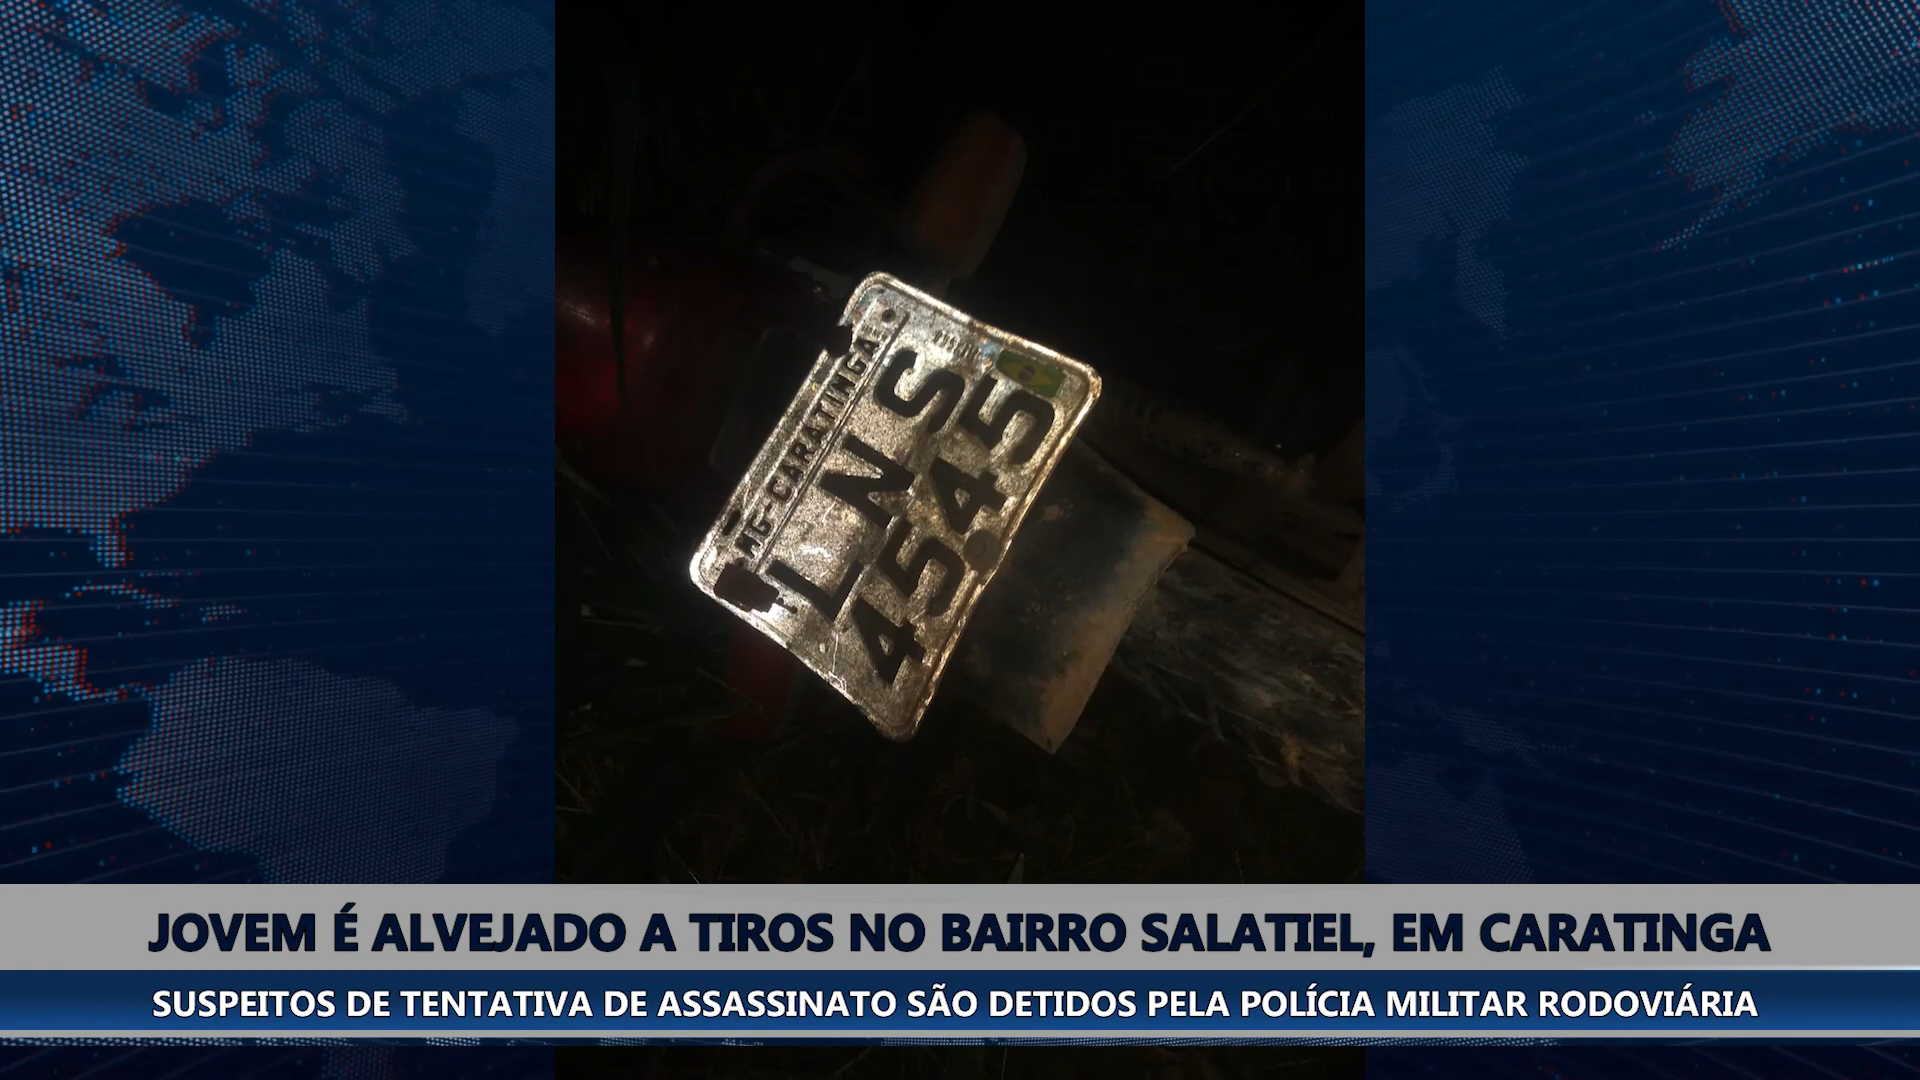 MG-CARATINGA
LNS
4545
JOVEM É ALVEJADO A TIROS NO BAIRRO SALATIEL, EM CARATINGA
SUSPEITOS DE TENTATIVA DE ASSASSINATO SÃO DETIDOS PELA POLÍCIA MILITAR RODOVIÁRIA